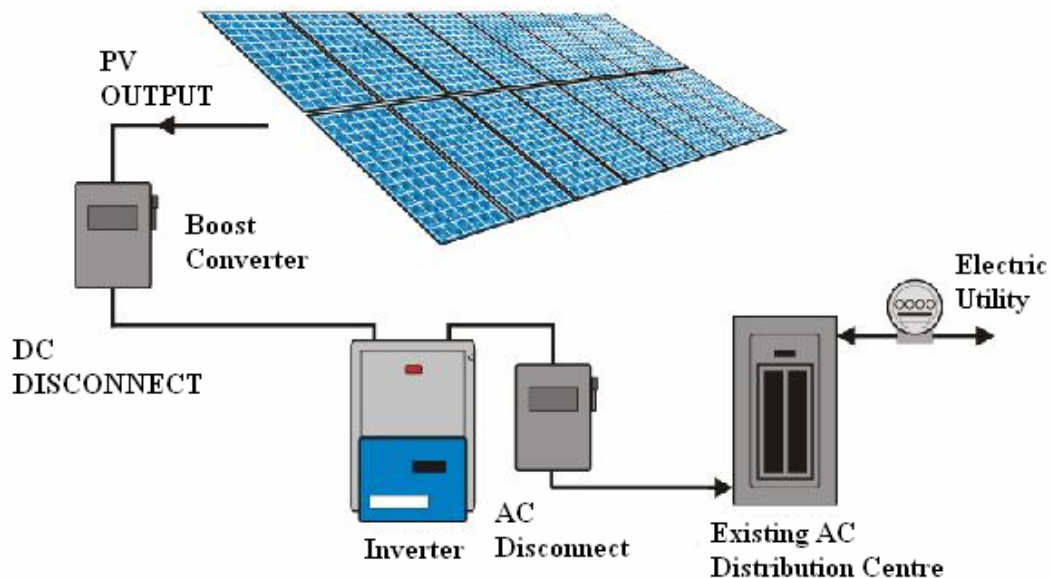 PV
OUTPUT
Boost
Converter
Electric
Utility
DC
DISCONNECT
Inverter
AC
Disconnect
Existing AC
Distribution Centre